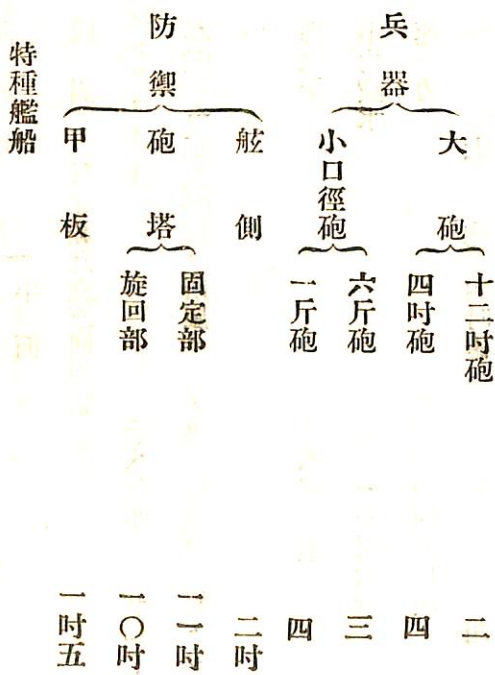 兵器
大砲
十二吋砲 二
四吋砲 四
小口徑砲
六斤砲 三
一斤砲 四
防禦
舷側 二吋
砲塔
固定部 一一吋
旋回部 一〇吋
甲板 一吋五
特種艦船